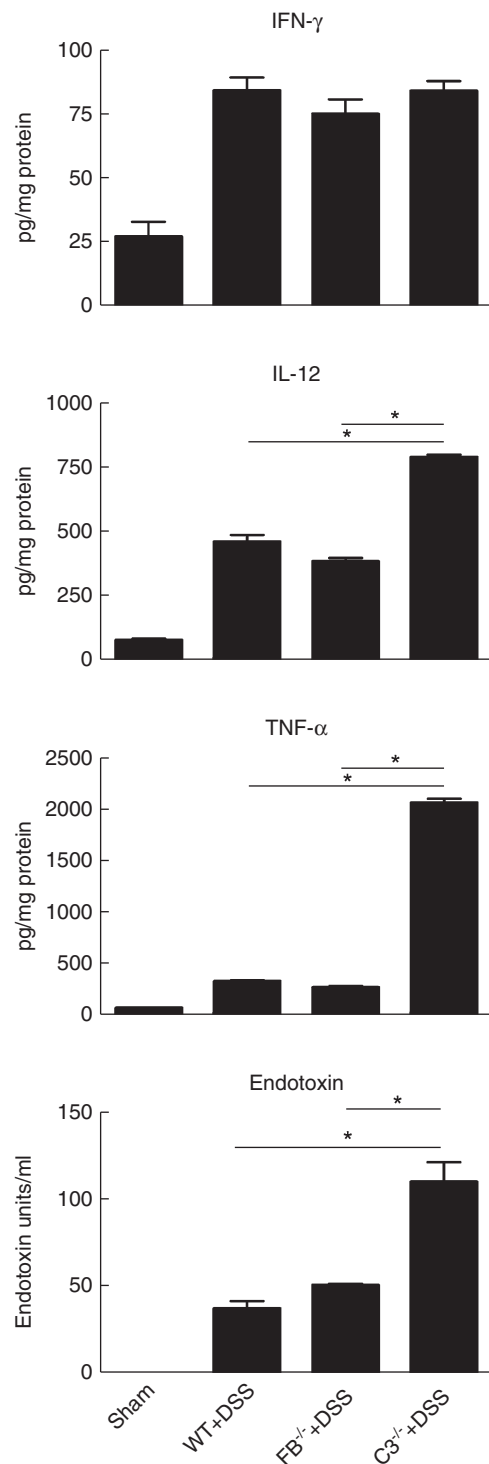 IFN-γ
100
75
50
25
0
pg/mg protein
IL-12
1000
750
500
250
0
pg/mg protein
*
*
TNF-α
2500
2000
1500
1000
500
0
pg/mg protein
*
*
Endotoxin
150
100
50
0
Endotoxin units/ml
*
*
Sham
WT+DSS
FB-/-+DSS
C3-/-+DSS